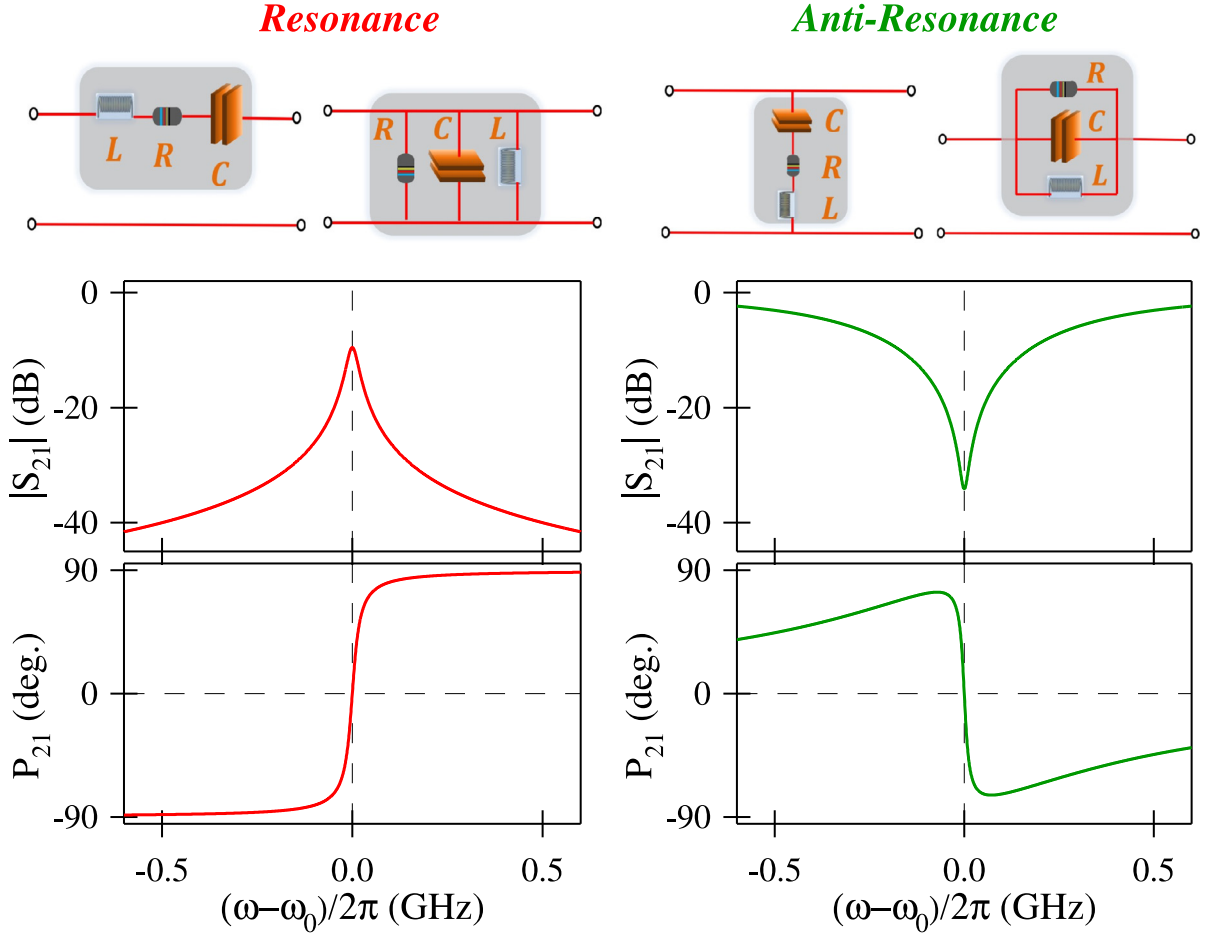 Resonance
Anti-Resonance
L
R
C
R
C
L
C
R
L
R
C
L
|S₂₁| (dB)
0
-20
-40
|S₂₁| (dB)
0
-20
-40
P₂₁ (deg.)
90
0
-90
P₂₁ (deg.)
90
0
-90
-0.5
0.0
0.5
-0.5
0.0
0.5
(ω−ω₀)/2π (GHz)
(ω−ω₀)/2π (GHz)